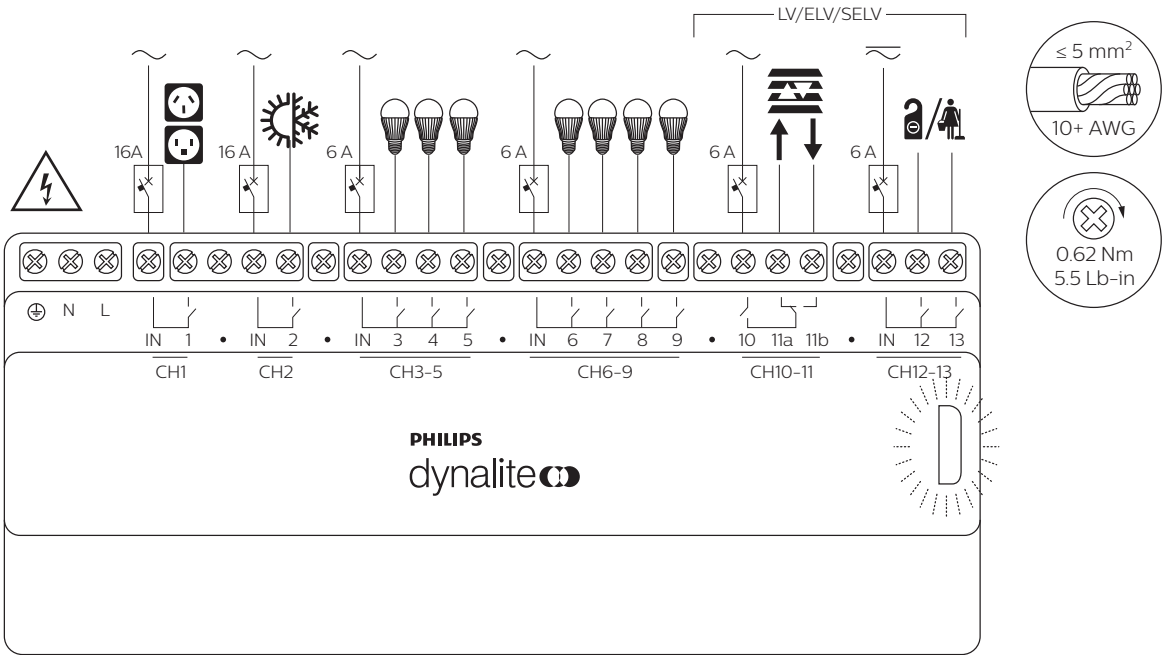 LV/ELV/SELV
16A
16 A
6 A
6 A
6 A
6 A
≤ 5 mm²
10+ AWG
0.62 Nm
5.5 Lb-in
N L
IN 1 • IN 2 • IN 3 4 5 • IN 6 7 8 9 • 10 11a 11b • IN 12 13
CH1 CH2 CH3-5 CH6-9 CH10-11 CH12-13
PHILIPS
dynalite